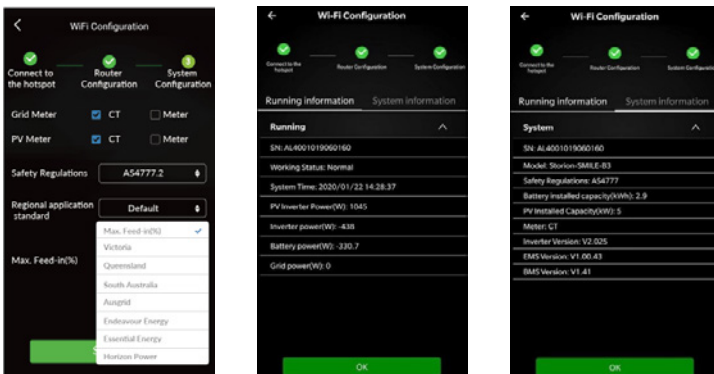 WiFi Configuration
3
Connect to the hotspot
Router Configuration
System Configuration
Grid Meter CT Meter
PV Meter CT Meter
Safety Regulations AS4777.2
Regional application standard Default
Max. Feed-in(%)
Max. Feed-in(%)
Victoria
Queensland
South Australia
Ausgrid
Endeavour Energy
Essential Energy
Horizon Power
Wi-Fi Configuration
Connect to the hotspot
Router Configuration
System Configuration
Running information System information
Running
SN: AL4001019060160
Working Status: Normal
System Time: 2020/01/22 14:28:37
PV Inverter Power(W): 1045
Inverter power(W): -438
Battery power(W): -330.7
Grid power(W): 0
OK
Wi-Fi Configuration
Connect to the hotspot
Router Configuration
System Configuration
Running information System information
System
SN: AL4001019060160
Model: Storion-SMILE-B3
Safety Regulations: AS4777
Battery installed capacity(kWh): 2.9
PV Installed Capacity(kW): 5
Meter: CT
Inverter Version: V2.025
EMS Version: V1.00.43
BMS Version: V1.41
OK